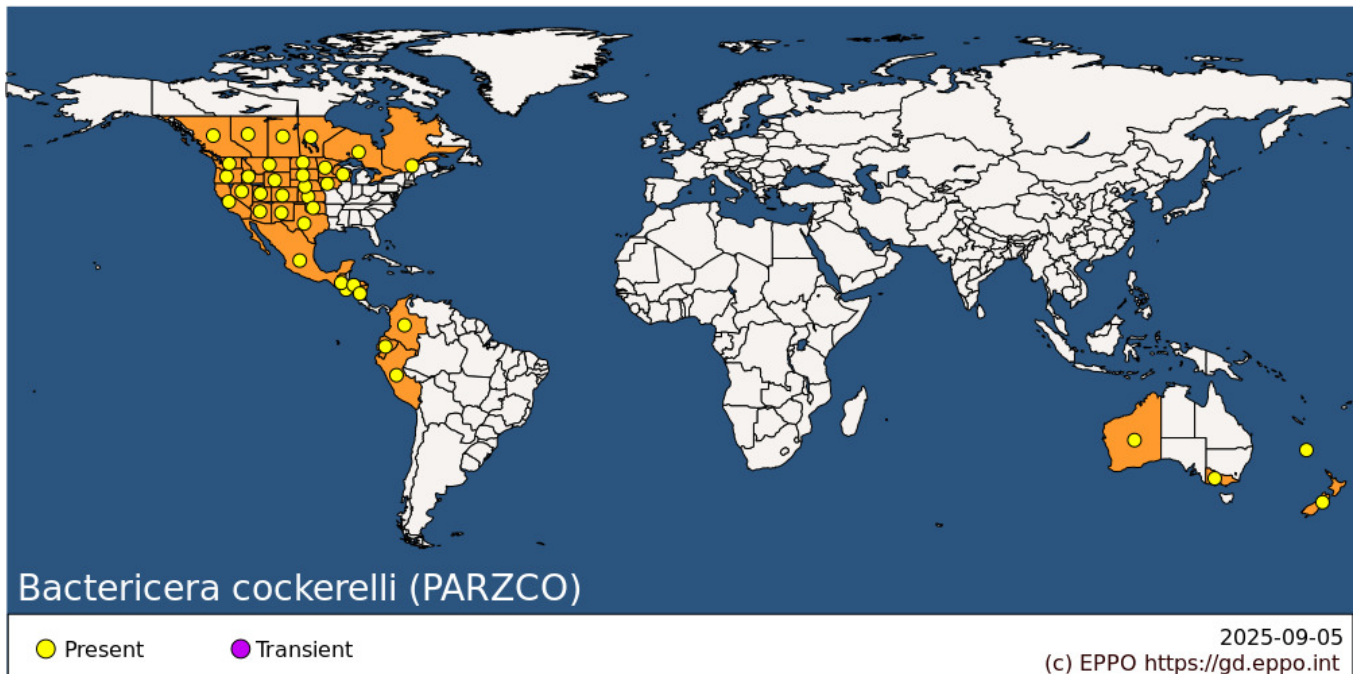 Bactericera cockerelli (PARZCO)
Present
Transient
2025-09-05
(c) EPPO https://gd.eppo.int